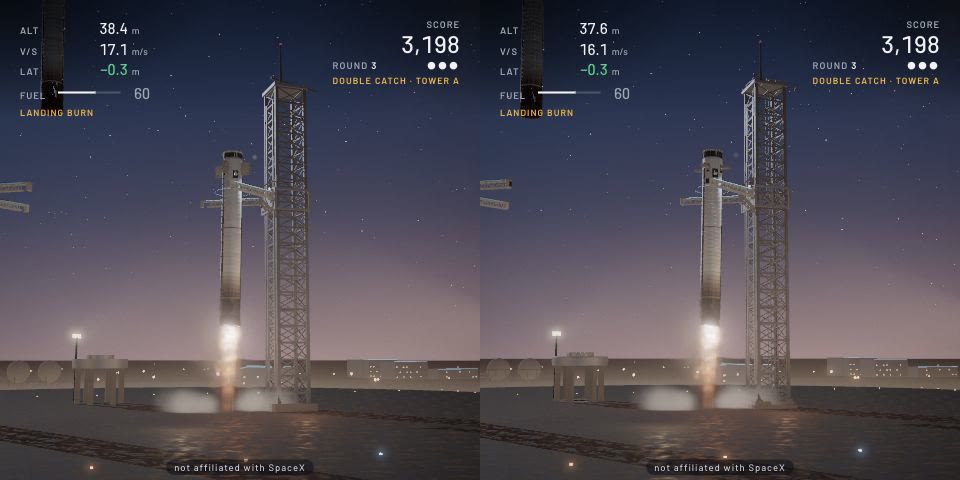 ALT 38.4 m
V/S 17.1 m/s
LAT −0.3 m
FUEL 60
LANDING BURN
SCORE
3,198
ROUND 3
DOUBLE CATCH · TOWER A
not affiliated with SpaceX
ALT 37.6 m
V/S 16.1 m/s
LAT −0.3 m
FUEL 60
LANDING BURN
SCORE
3,198
ROUND 3
DOUBLE CATCH · TOWER A
not affiliated with SpaceX